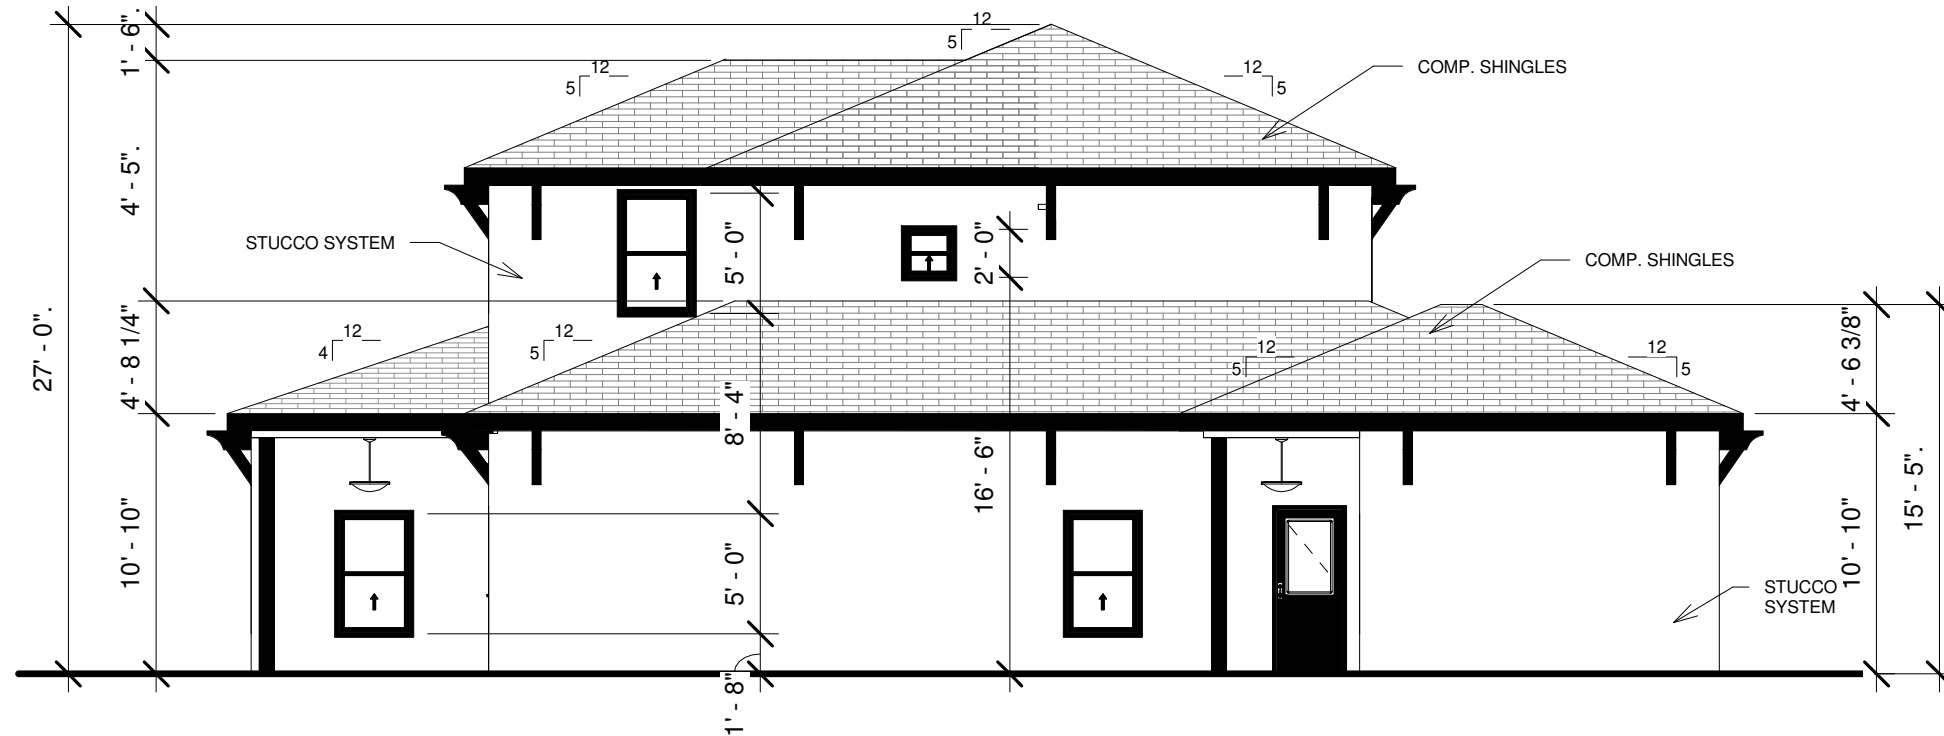 1' - 6".
12
5
12
5
12
5
COMP. SHINGLES
4' - 5".
STUCCO SYSTEM
5' - 0"
2' - 0"
COMP. SHINGLES
27' - 0".
4' - 8 1/4"
12
4
12
5
12
5
12
5
4' - 6 3/8"
8' - 4"
16' - 6"
15' - 5".
10' - 10"
5' - 0"
10' - 10"
STUCCO
SYSTEM
1' - 8"